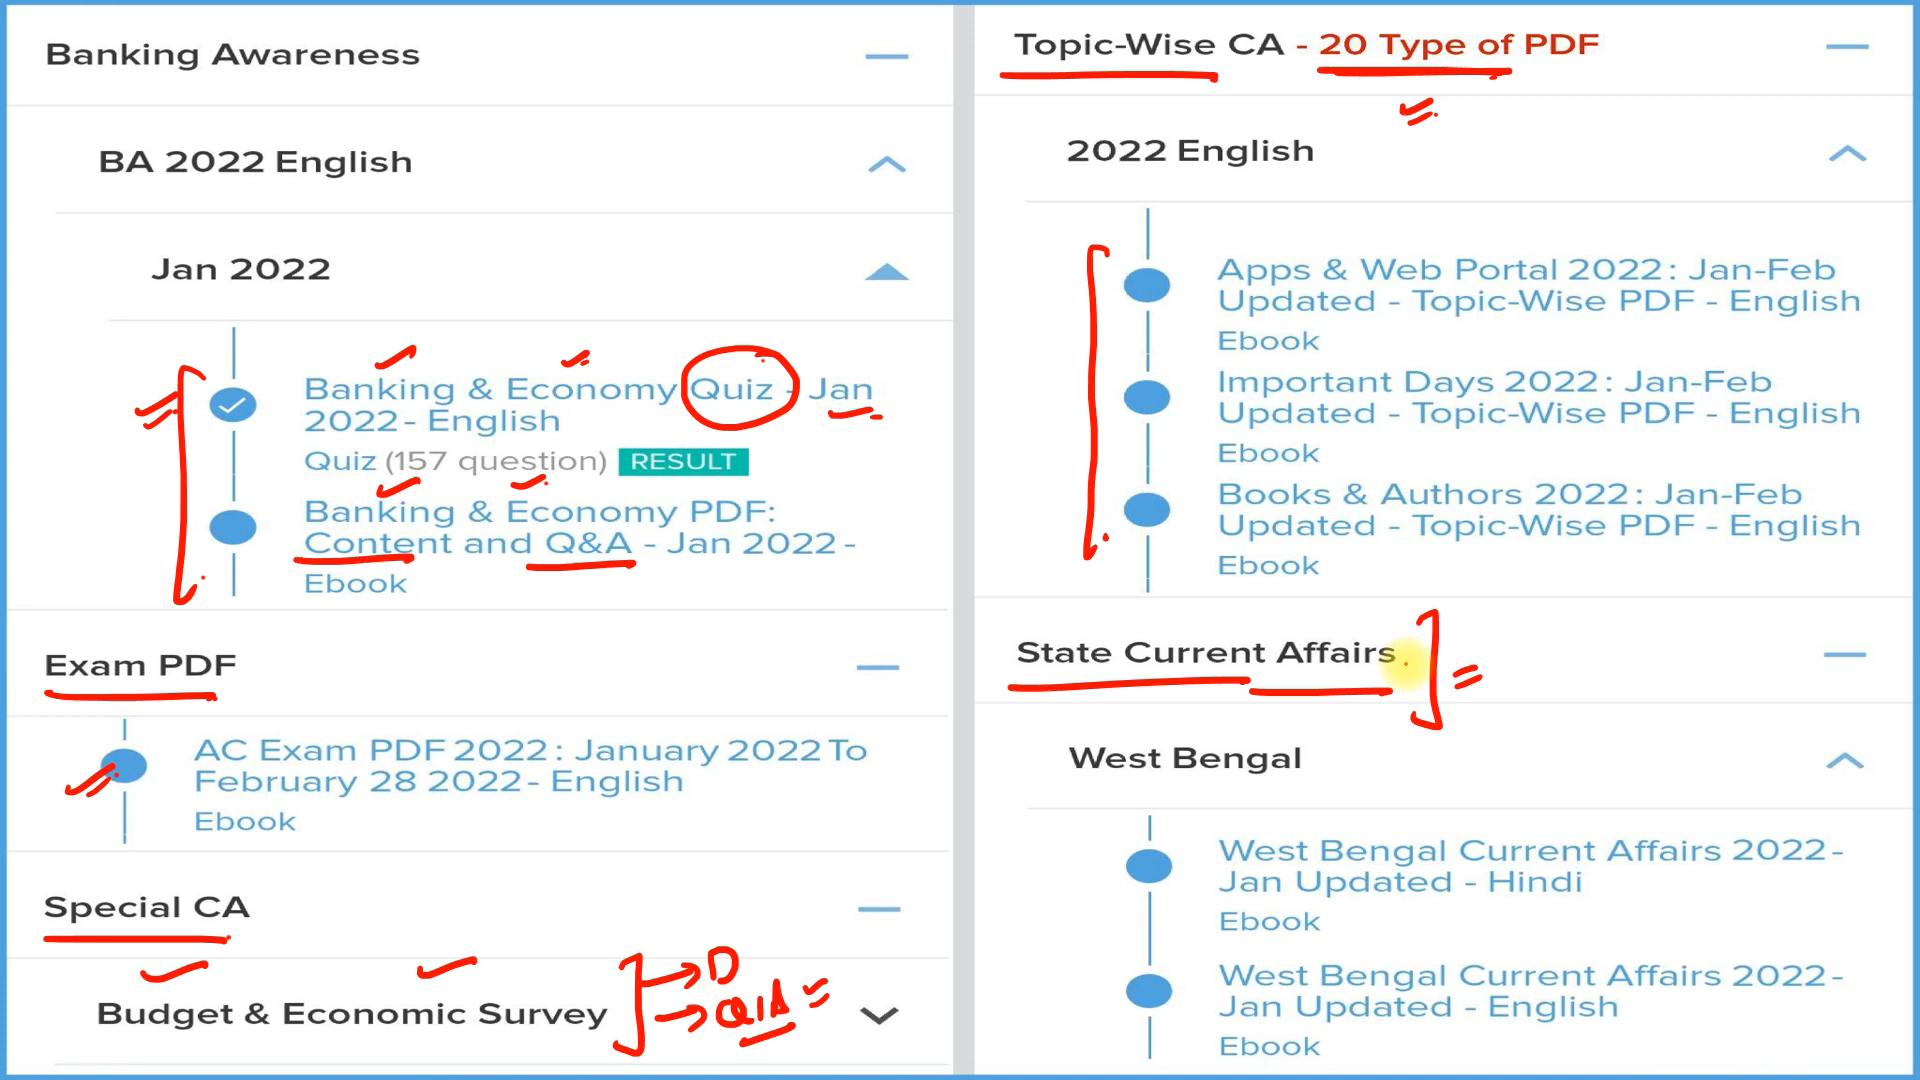 Banking Awareness
BA 2022 English
Jan 2022
Banking & Economy Quiz - Jan
2022- English
Quiz (157 question) RESULT
Banking & Economy PDF:
Content and Q&A - Jan 2022 -
Ebook
Exam PDF
AC Exam PDF 2022: January 2022 To
February 28 2022- English
Ebook
Special CA
Budget & Economic Survey
D
Topic-Wise CA - 20 Type of PDF
2022 English
Apps & Web Portal 2022: Jan-Feb
Updated - Topic-Wise PDF - English
Ebook
Important Days 2022: Jan-Feb
Updated - Topic-Wise PDF - English
Ebook
Books & Authors 2022: Jan-Feb
Updated - Topic-Wise PDF - English
Ebook
State Current Affairs
West Bengal
West Bengal Current Affairs 2022-
Jan Updated - Hindi
Ebook
West Bengal Current Affairs 2022-
Jan Updated - English
Ebook